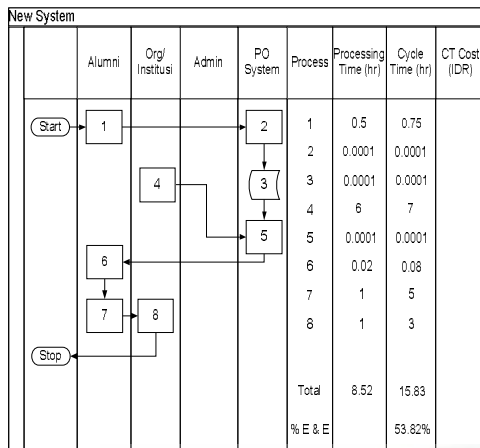 New System
Alumni Org/ Institusi Admin PO System Process Processing Time (hr) Cycle Time (hr) CT Cost (IDR)
Start 1 2 1 0.5 0.75
2 0.0001 0.0001
4 3 3 0.0001 0.0001
4 6 7
5 5 0.0001 0.0001
6 6 0.02 0.08
7 8 7 1 5
8 1 3
Stop
Total 8.52 15.83
% E & E 53.82%